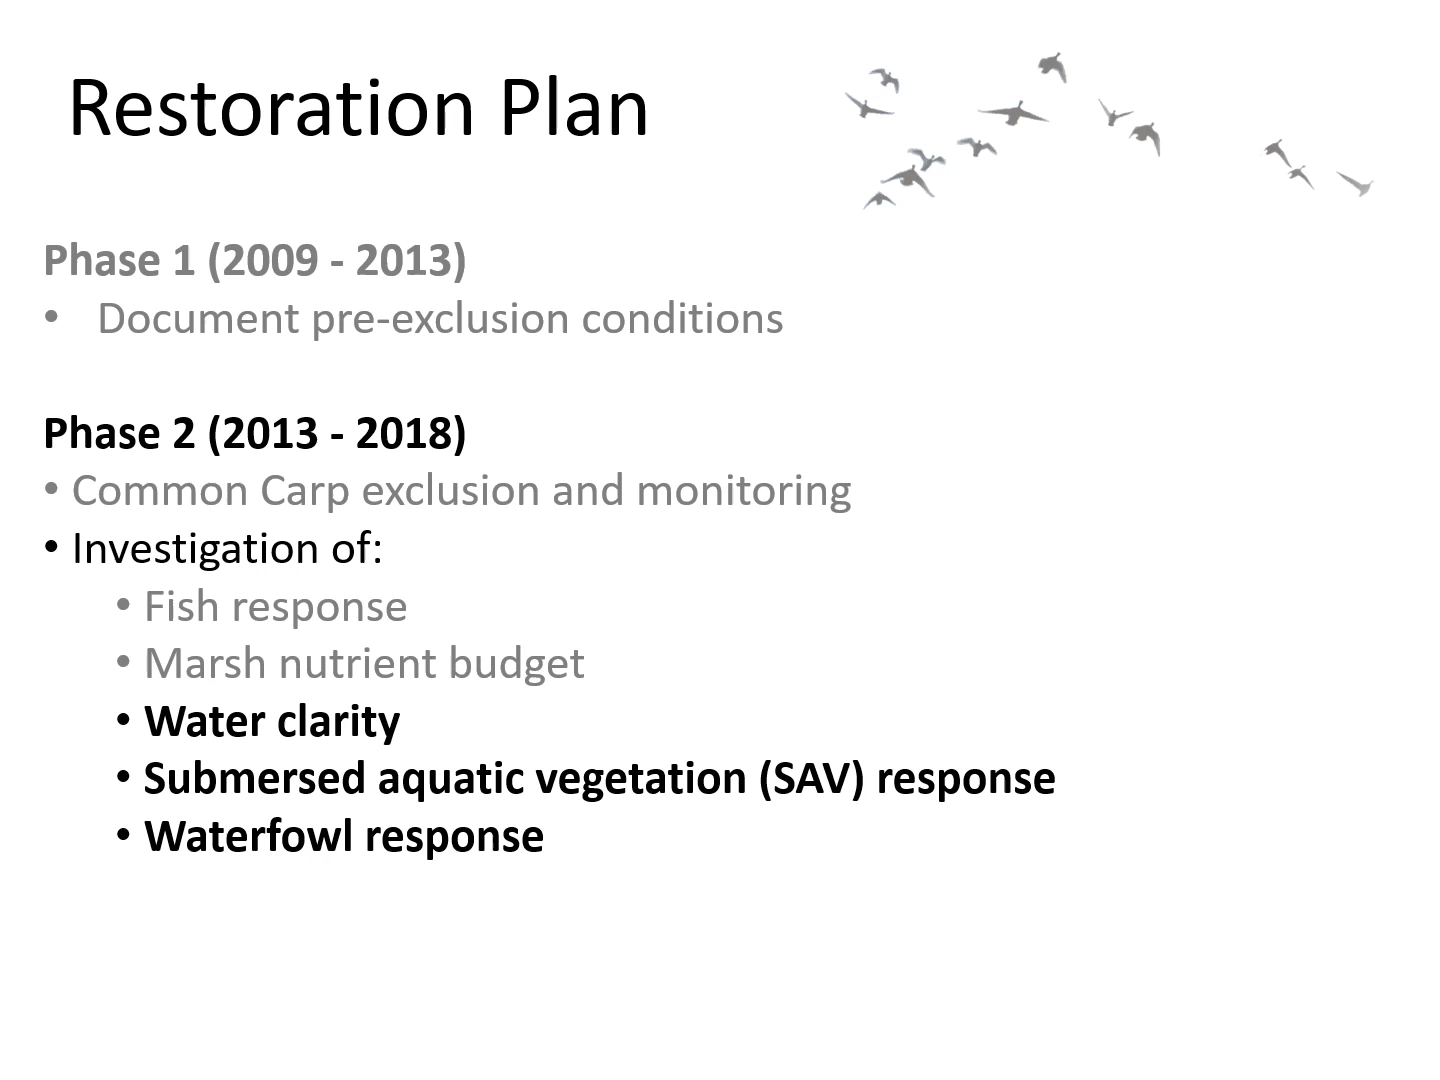 Restoration Plan
Phase 1 (2009 - 2013)
• Document pre-exclusion conditions
Phase 2 (2013 - 2018)
• Common Carp exclusion and monitoring
• Investigation of:
• Fish response
• Marsh nutrient budget
• Water clarity
• Submersed aquatic vegetation (SAV) response
• Waterfowl response